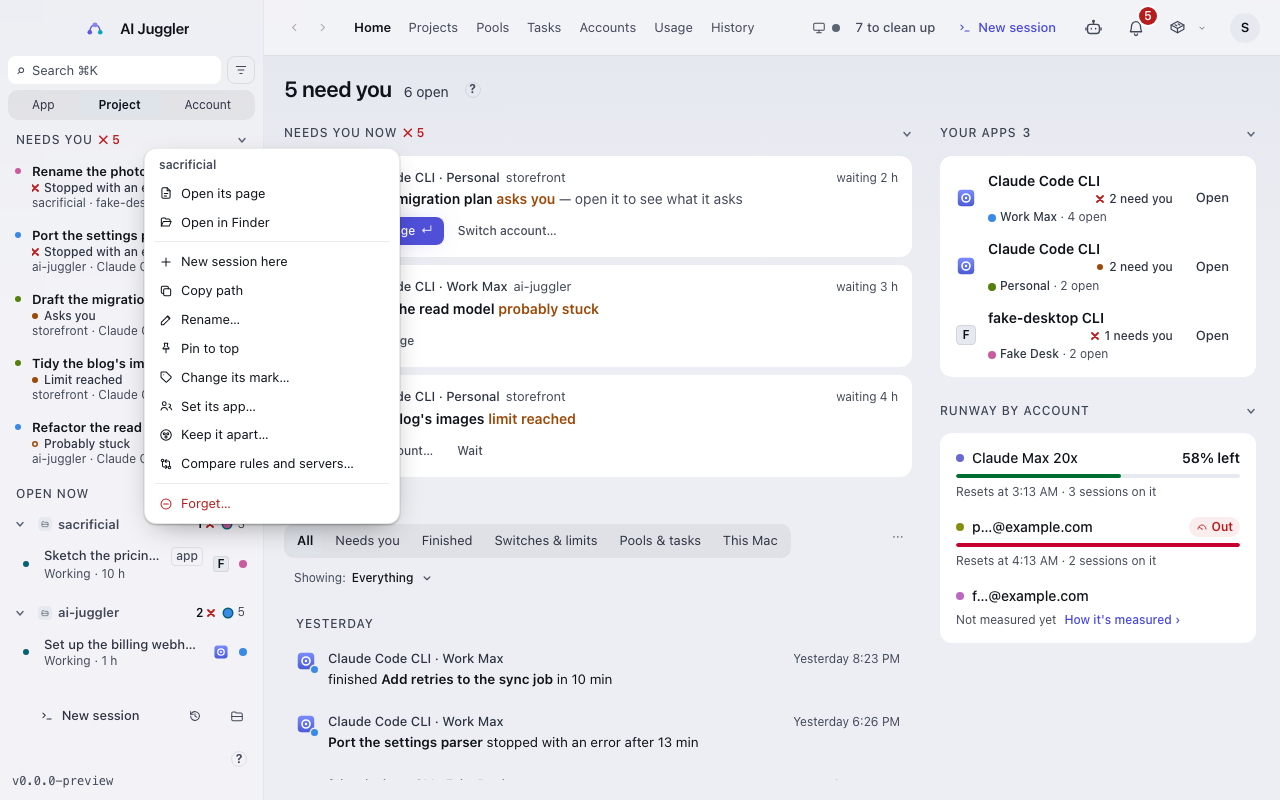 AI Juggler
Search ⌘K
App
Project
Account
NEEDS YOU 5
Rename the photo
Stopped with an e
sacrificial · fake-des
Port the settings p
Stopped with an e
ai-juggler · Claude C
Draft the migratio
Asks you
storefront · Claude C
Tidy the blog's im
Limit reached
storefront · Claude C
Refactor the read
Probably stuck
ai-juggler · Claude C
OPEN NOW
sacrificial
Sketch the pricin... app
Working · 10 h
F
ai-juggler
2
5
Set up the billing webh...
Working · 1 h
New session
?
v0.0.0-preview
sacrificial
Open its page
Open in Finder
New session here
Copy path
Rename...
Pin to top
Change its mark...
Set its app...
Keep it apart...
Compare rules and servers...
Forget...
Home
Projects
Pools
Tasks
Accounts
Usage
History
7 to clean up
New session
5
S
5 need you 6 open ?
NEEDS YOU NOW 5
de CLI · Personal storefront
waiting 2 h
migration plan asks you — open it to see what it asks
ge ↵
Switch account...
de CLI · Work Max ai-juggler
waiting 3 h
he read model probably stuck
ge
de CLI · Personal storefront
waiting 4 h
log's images limit reached
ount...
Wait
All
Needs you
Finished
Switches & limits
Pools & tasks
This Mac
...
Showing: Everything
YESTERDAY
Claude Code CLI · Work Max
Yesterday 8:23 PM
finished Add retries to the sync job in 10 min
Claude Code CLI · Work Max
Yesterday 6:26 PM
Port the settings parser stopped with an error after 13 min
YOUR APPS 3
Claude Code CLI
2 need you
Work Max · 4 open
Open
Claude Code CLI
2 need you
Personal · 2 open
Open
F
fake-desktop CLI
1 needs you
Fake Desk · 2 open
Open
RUNWAY BY ACCOUNT
Claude Max 20x
58% left
Resets at 3:13 AM · 3 sessions on it
p...@example.com
Out
Resets at 4:13 AM · 2 sessions on it
f...@example.com
Not measured yet How it's measured ›